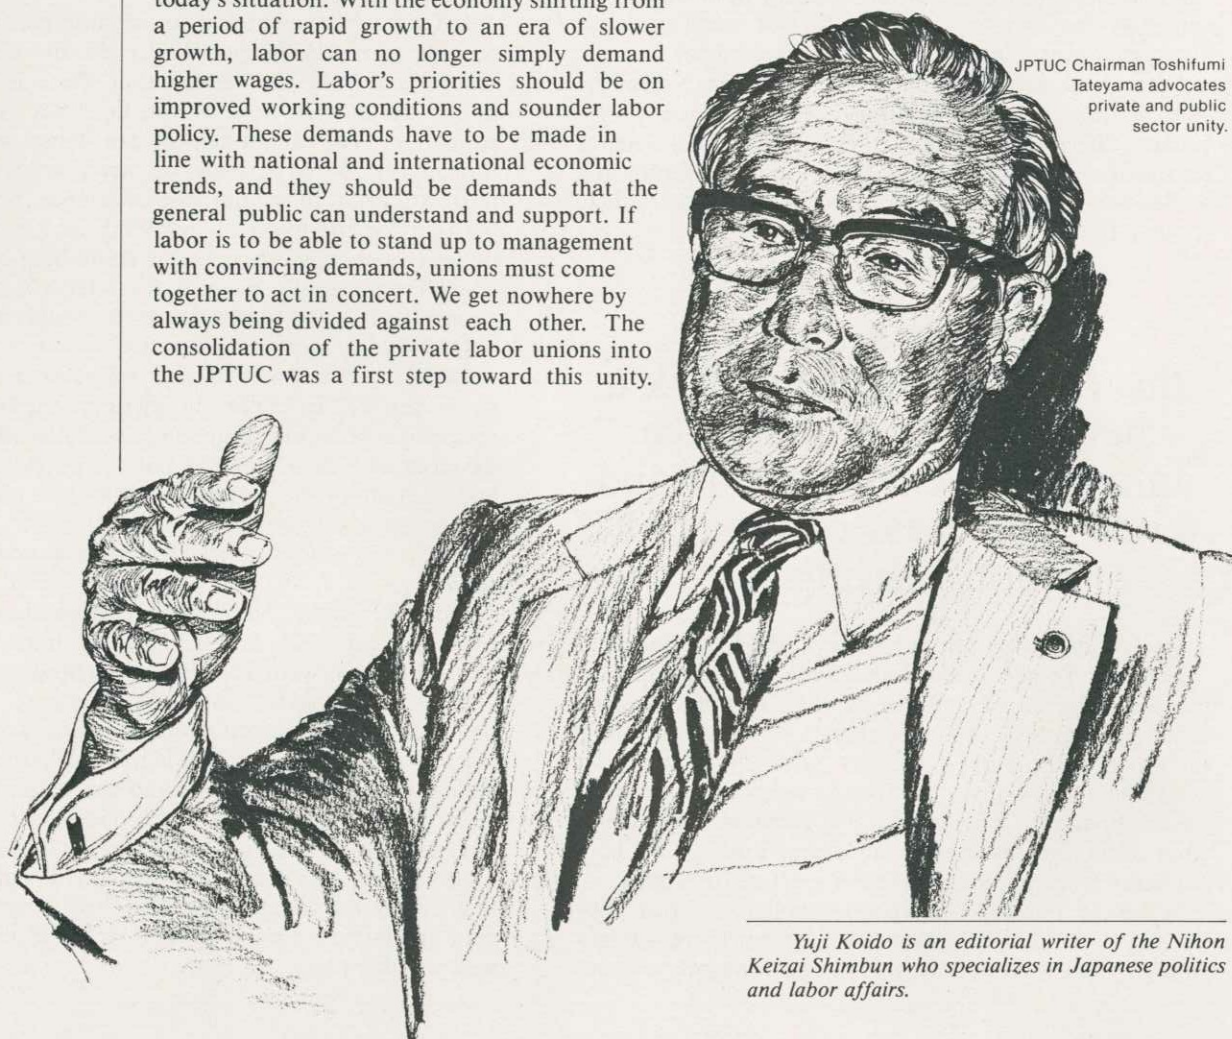 today's situation. With the economy shifting from
a period of rapid growth to an era of slower
growth, labor can no longer simply demand
higher wages. Labor's priorities should be on
improved working conditions and sounder labor
policy. These demands have to be made in
line with national and international economic
trends, and they should be demands that the
general public can understand and support. If
labor is to be able to stand up to management
with convincing demands, unions must come
together to act in concert. We get nowhere by
always being divided against each other. The
consolidation of the private labor unions into
the JPTUC was a first step toward this unity.
JPTUC Chairman Toshifumi
Tateyama advocates
private and public
sector unity.
Yuji Koido is an editorial writer of the Nihon
Keizai Shimbun who specializes in Japanese politics
and labor affairs.